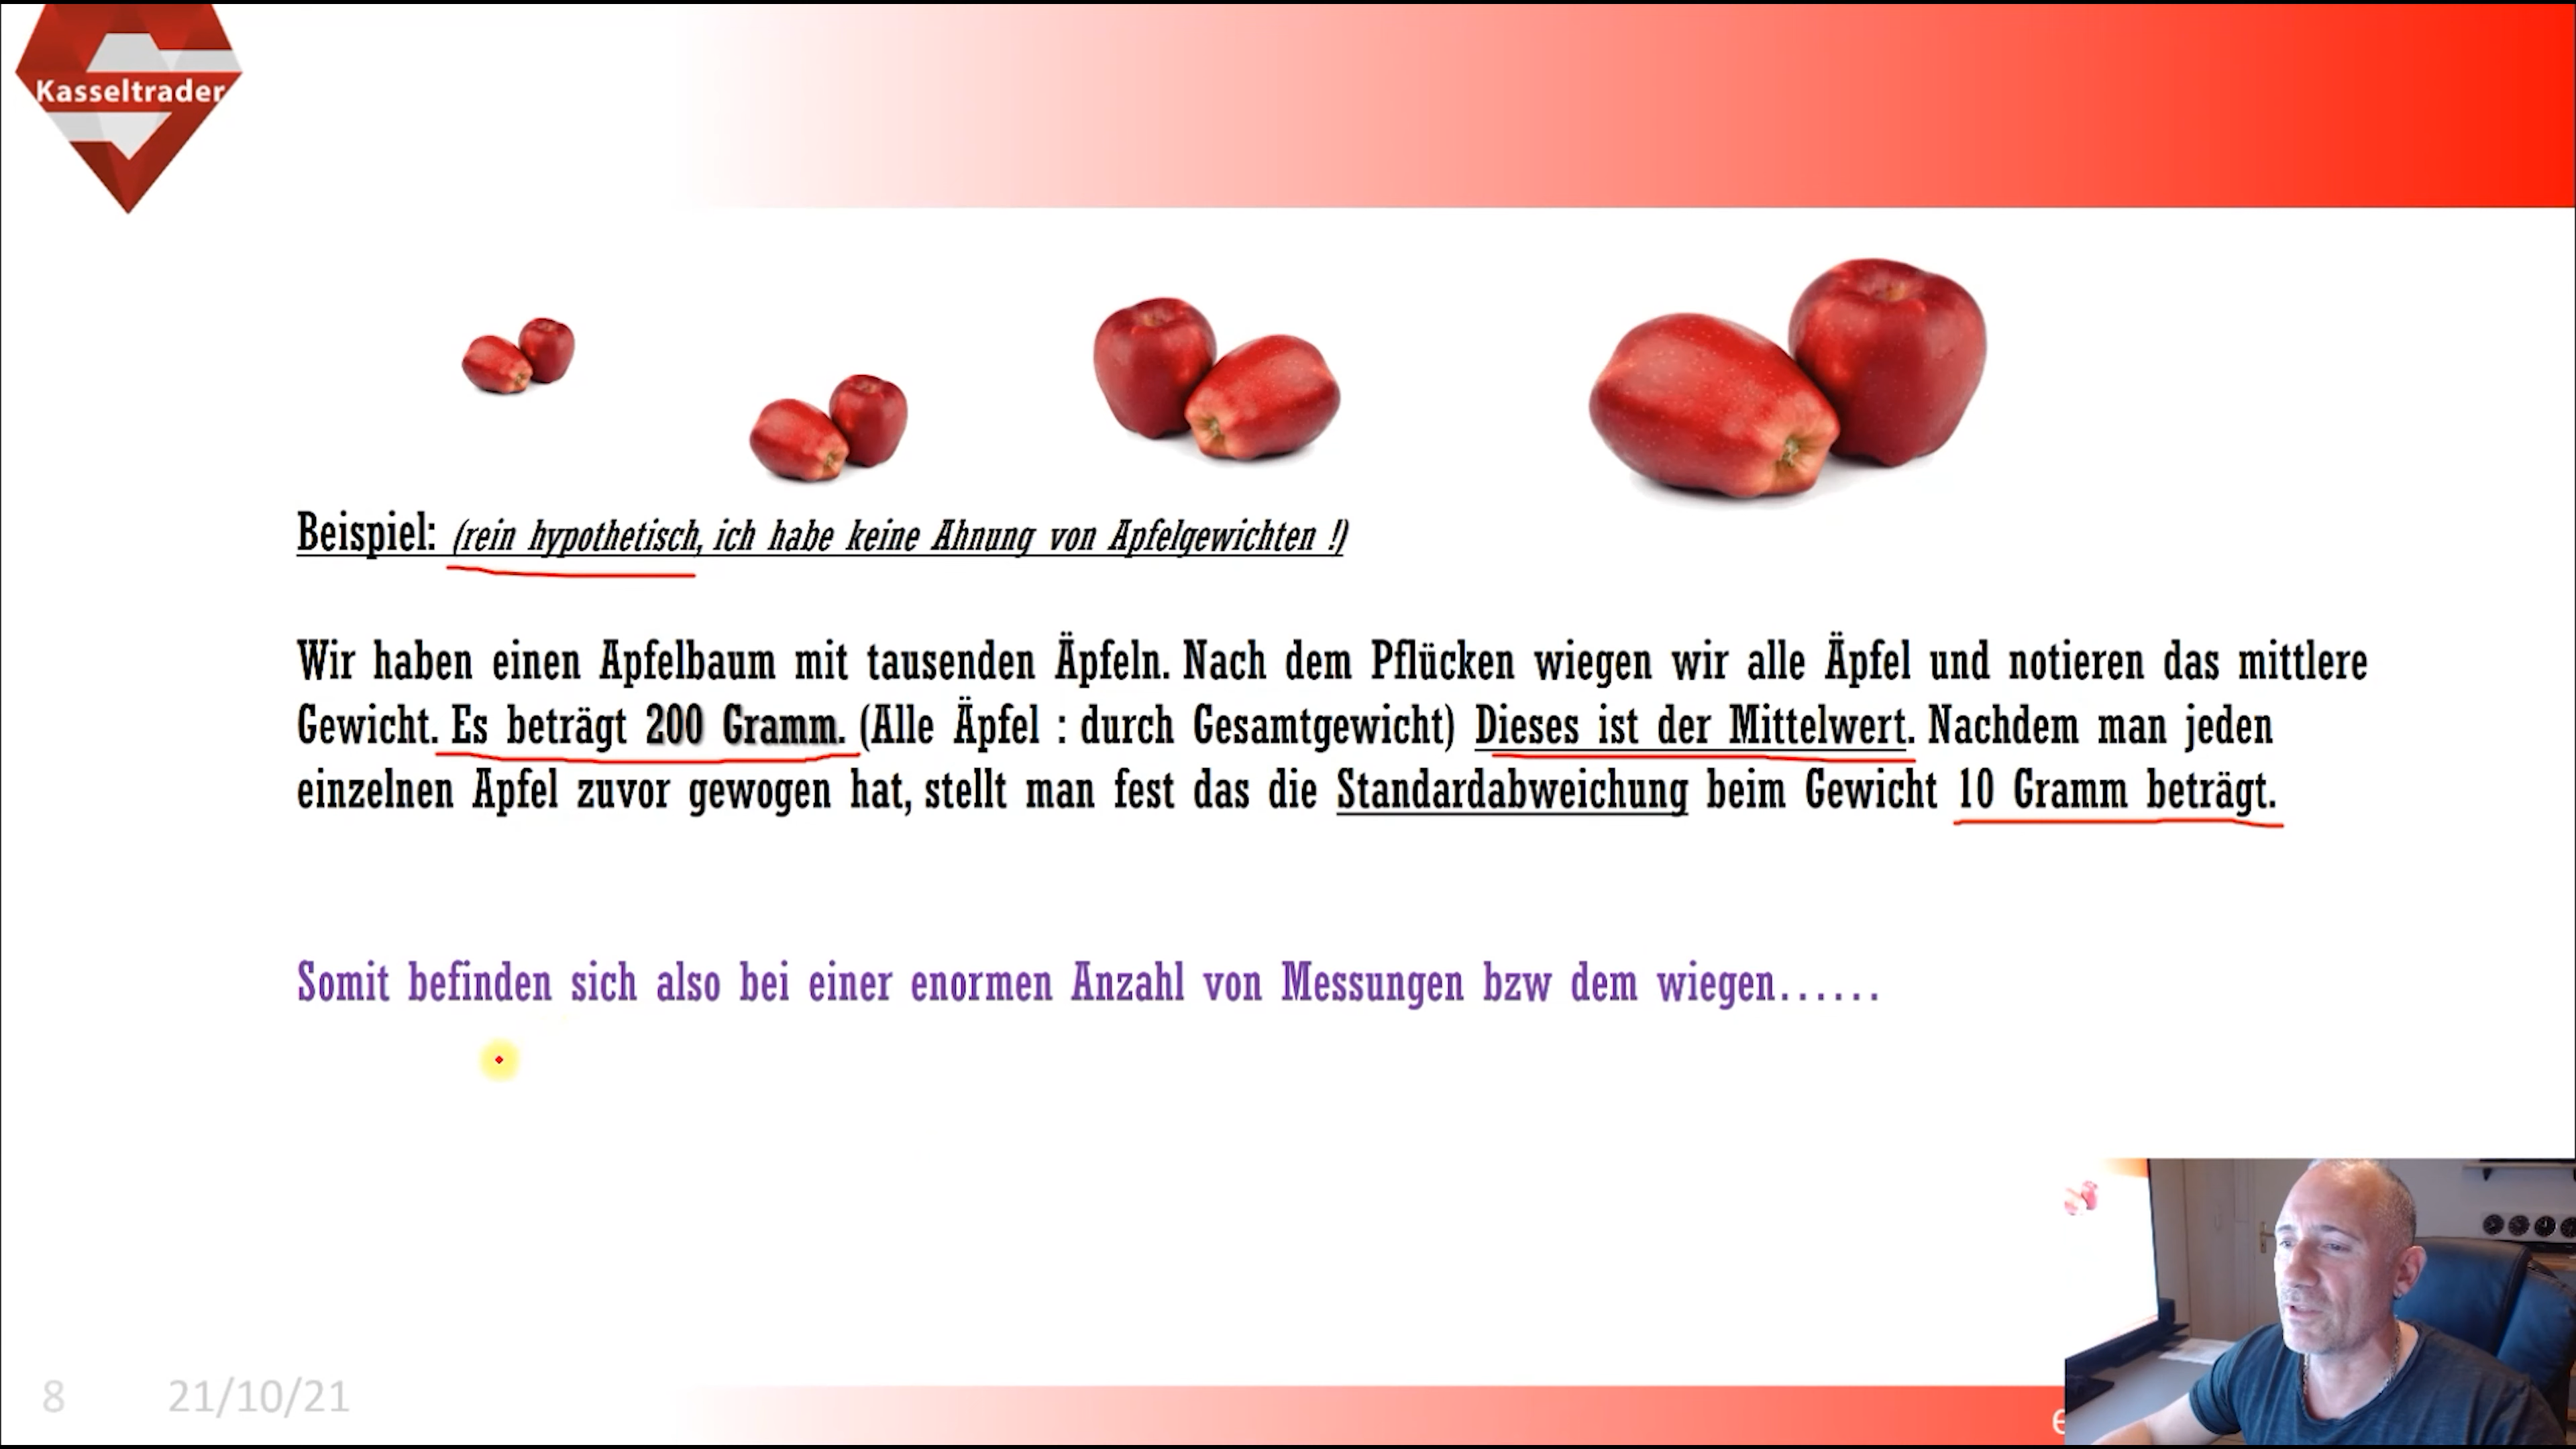 Kasseltrader
Beispiel: (rein hypothetisch, ich habe keine Ahnung von Apfelgewichten !)
Wir haben einen Apfelbaum mit tausenden Äpfeln. Nach dem Pflücken wiegen wir alle Äpfel und notieren das mittlere
Gewicht. Es beträgt 200 Gramm. (Alle Äpfel : durch Gesamtgewicht) Dieses ist der Mittelwert. Nachdem man jeden
einzelnen Apfel zuvor gewogen hat, stellt man fest das die Standardabweichung beim Gewicht 10 Gramm beträgt.
Somit befinden sich also bei einer enormen Anzahl von Messungen bzw dem wiegen......
8 21/10/21